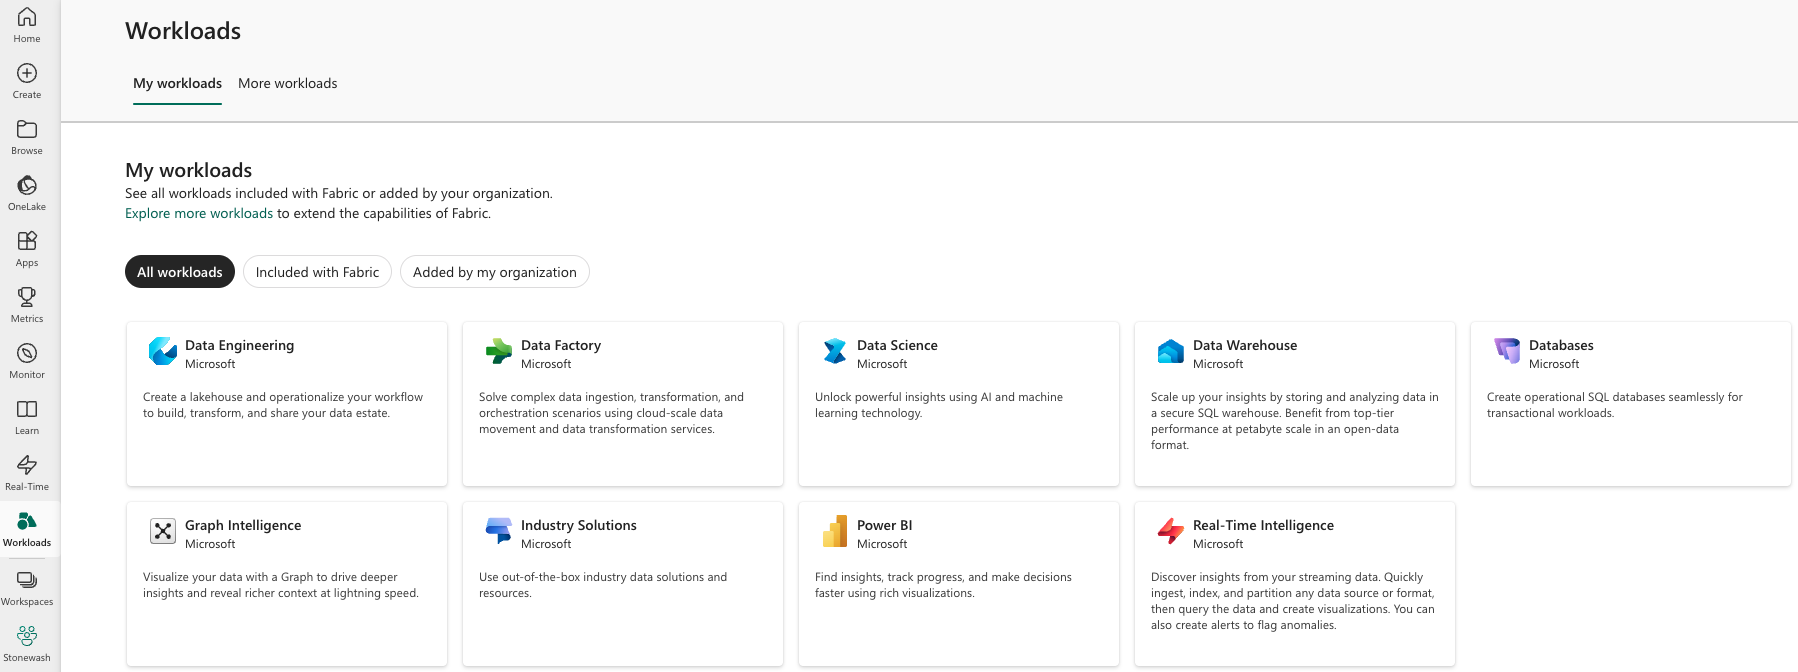 Home
Create
Browse
OneLake
Apps
Metrics
Monitor
Learn
Real-Time
Workloads
Workspaces
Stonewash
Workloads
My workloads
More workloads
My workloads
See all workloads included with Fabric or added by your organization.
Explore more workloads to extend the capabilities of Fabric.
All workloads
Included with Fabric
Added by my organization
Data Engineering
Microsoft
Create a lakehouse and operationalize your workflow
to build, transform, and share your data estate.
Data Factory
Microsoft
Solve complex data ingestion, transformation, and
orchestration scenarios using cloud-scale data
movement and data transformation services.
Data Science
Microsoft
Unlock powerful insights using AI and machine
learning technology.
Data Warehouse
Microsoft
Scale up your insights by storing and analyzing data in
a secure SQL warehouse. Benefit from top-tier
performance at petabyte scale in an open-data
format.
Databases
Microsoft
Create operational SQL databases seamlessly for
transactional workloads.
Graph Intelligence
Microsoft
Visualize your data with a Graph to drive deeper
insights and reveal richer context at lightning speed.
Industry Solutions
Microsoft
Use out-of-the-box industry data solutions and
resources.
Power BI
Microsoft
Find insights, track progress, and make decisions
faster using rich visualizations.
Real-Time Intelligence
Microsoft
Discover insights from your streaming data. Quickly
ingest, index, and partition any data source or format,
then query the data and create visualizations. You can
also create alerts to flag anomalies.